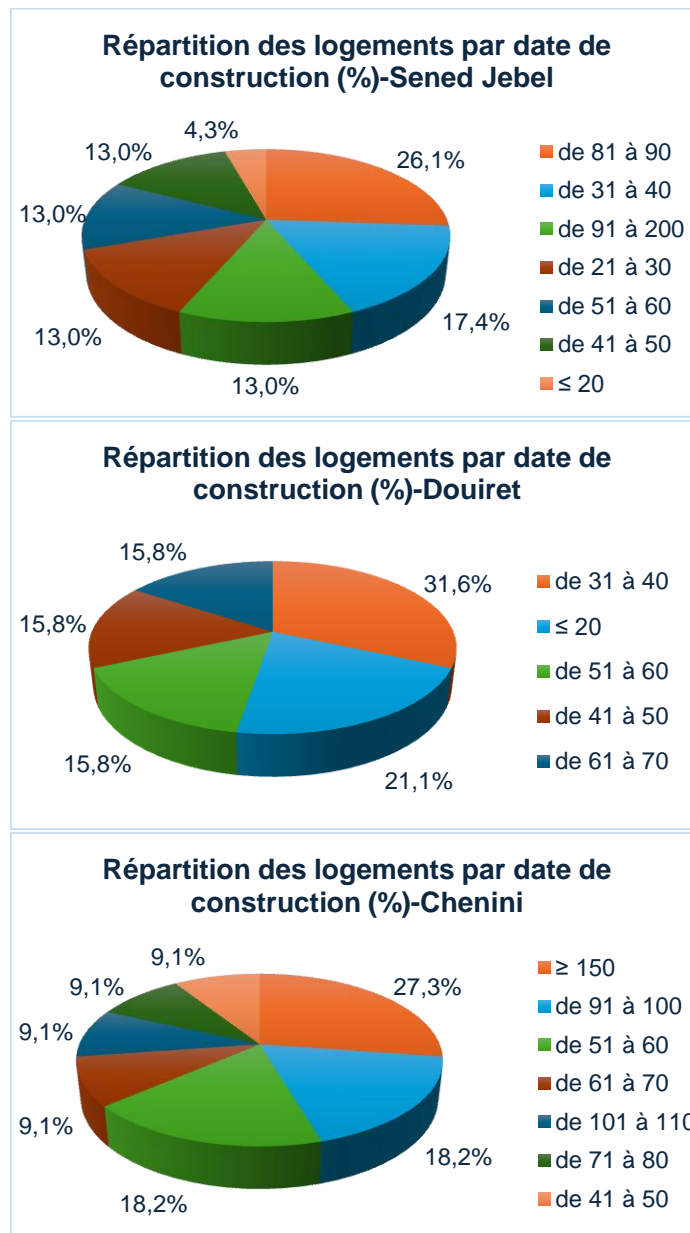 Répartition des logements par date de
construction (%)-Sened Jebel
4,3%
13,0%
26,1%
13,0%
13,0%
17,4%
13,0%
de 81 à 90
de 31 à 40
de 91 à 200
de 21 à 30
de 51 à 60
de 41 à 50
≤ 20
Répartition des logements par date de
construction (%)-Douiret
15,8%
31,6%
15,8%
15,8%
21,1%
de 31 à 40
≤ 20
de 51 à 60
de 41 à 50
de 61 à 70
Répartition des logements par date de
construction (%)-Chenini
9,1%
9,1%
27,3%
9,1%
9,1%
18,2%
18,2%
≥ 150
de 91 à 100
de 51 à 60
de 61 à 70
de 101 à 110
de 71 à 80
de 41 à 50